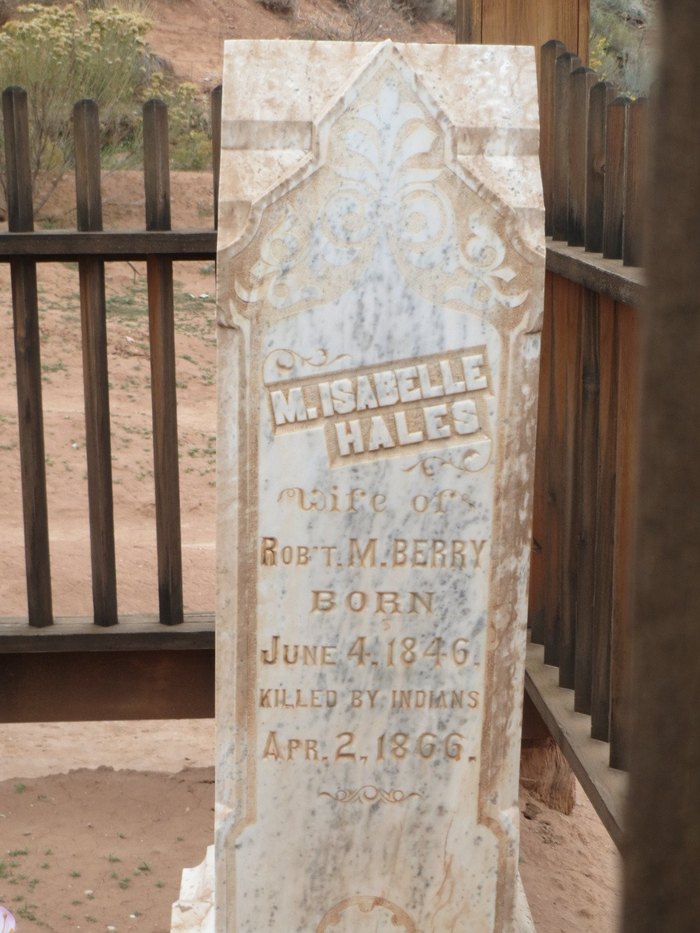 M. ISABELLE
HALES
Wife of
ROB'T. M. BERRY
BORN
JUNE 4, 1846.
KILLED BY INDIANS
APR. 2, 1866.